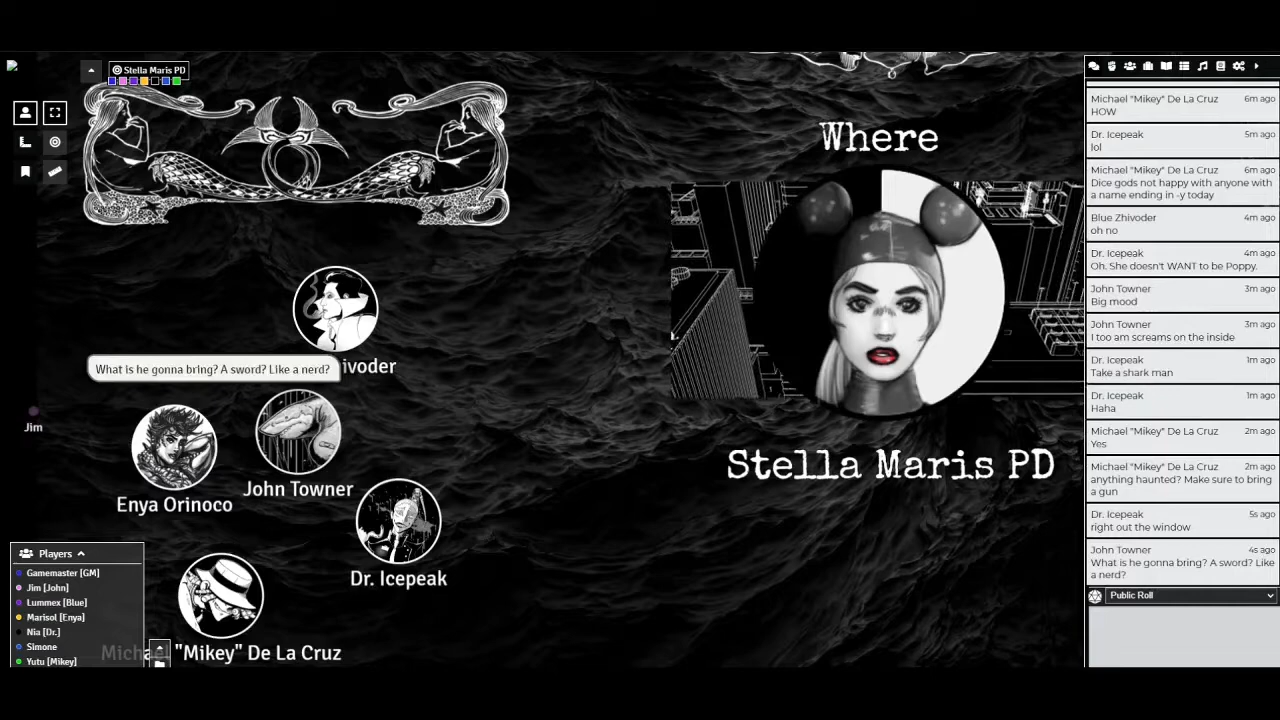 Stella Maris PD
Where
ivoder
What is he gonna bring? A sword? Like a nerd?
Jim
Enya Orinoco
John Towner
Dr. Icepeak
Michael "Mikey" De La Cruz
Stella Maris PD
Players
Gamemaster [GM]
Jim [John]
Lummex [Blue]
Marisol [Enya]
Nia [Dr.]
Simone
Yutu [Mikey]
Michael "Mikey" De La Cruz 6m ago
HOW
Dr. Icepeak 5m ago
lol
Michael "Mikey" De La Cruz 6m ago
Dice gods not happy with anyone with
a name ending in -y today
Blue Zhivoder 4m ago
oh no
Dr. Icepeak 4m ago
Oh. She doesn't WANT to be Poppy.
John Towner 3m ago
Big mood
John Towner 3m ago
I too am screams on the inside
Dr. Icepeak 1m ago
Take a shark man
Dr. Icepeak 1m ago
Haha
Michael "Mikey" De La Cruz 2m ago
Yes
Michael "Mikey" De La Cruz 2m ago
anything haunted? Make sure to bring
a gun
Dr. Icepeak 5s ago
right out the window
John Towner 4s ago
What is he gonna bring? A sword? Like
a nerd?
Public Roll